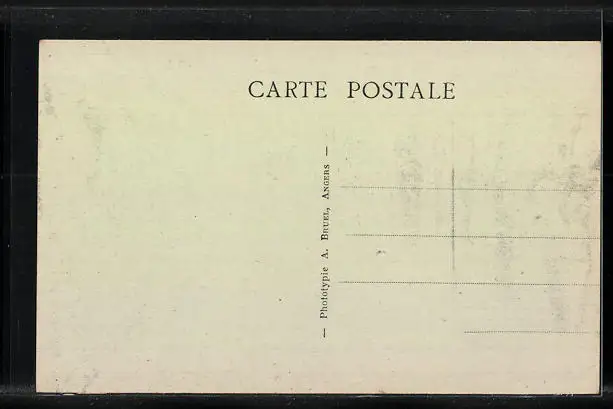 CARTE POSTALE
— Phototypie A. BRUEL, ANGERS —